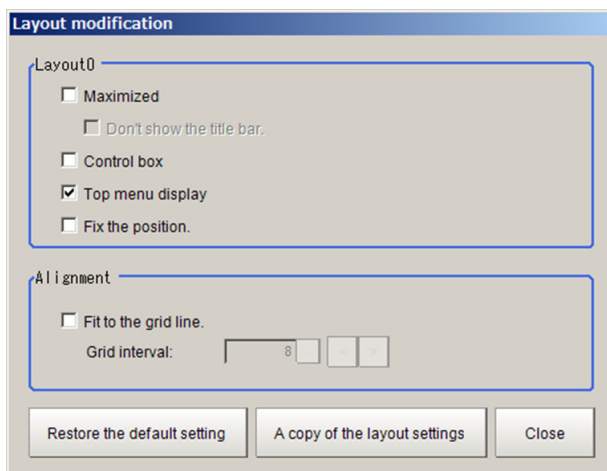 Layout modification
Layout0
Maximized
Don't show the title bar.
Control box
Top menu display
Fix the position.
Alignment
Fit to the grid line.
Grid interval: 8 ... < >
Restore the default setting A copy of the layout settings Close